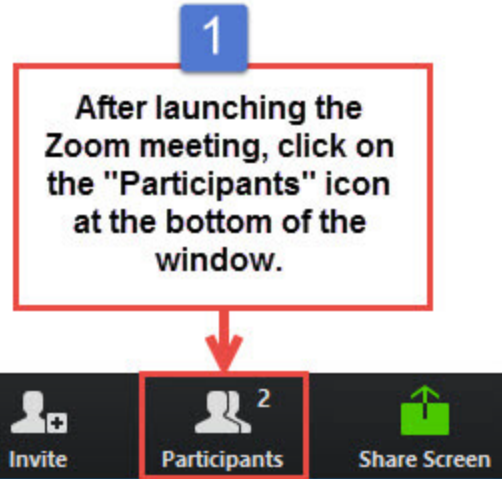 1
After launching the
Zoom meeting, click on
the "Participants" icon
at the bottom of the
window.
2
Invite Participants Share Screen